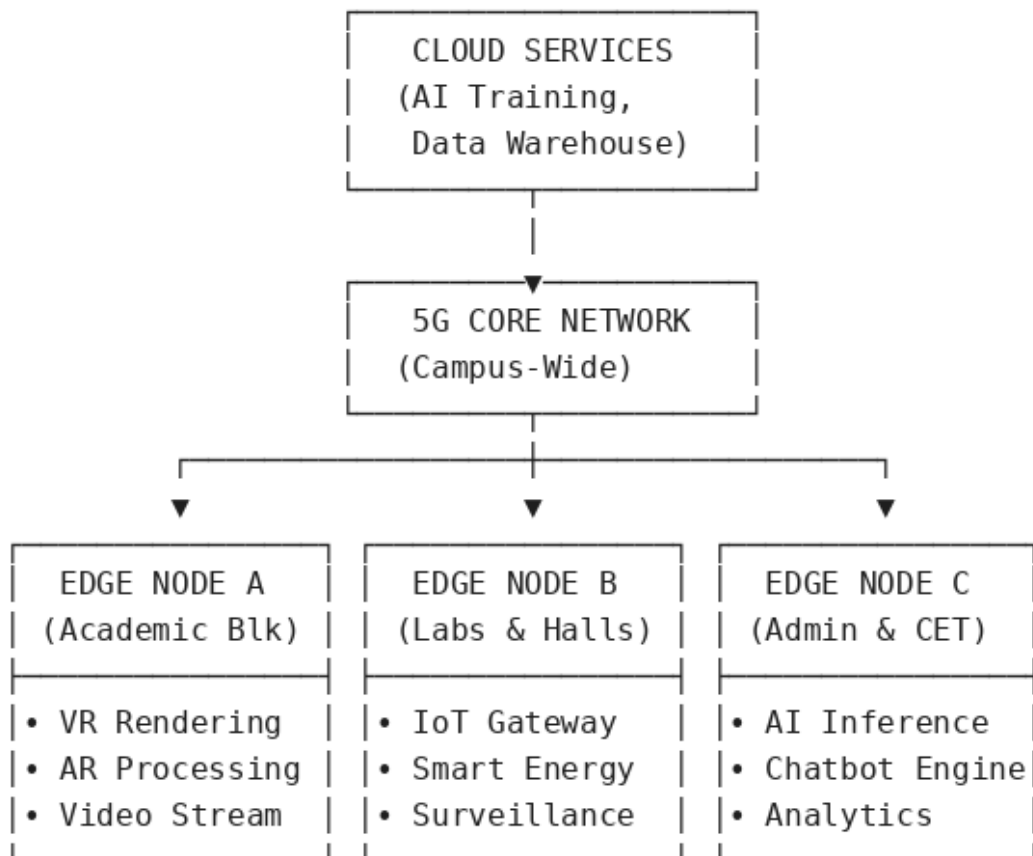 CLOUD SERVICES
(AI Training,
Data Warehouse)
5G CORE NETWORK
(Campus-Wide)
EDGE NODE A
(Academic Blk)
• VR Rendering
• AR Processing
• Video Stream
EDGE NODE B
(Labs & Halls)
• IoT Gateway
• Smart Energy
• Surveillance
EDGE NODE C
(Admin & CET)
• AI Inference
• Chatbot Engine
• Analytics